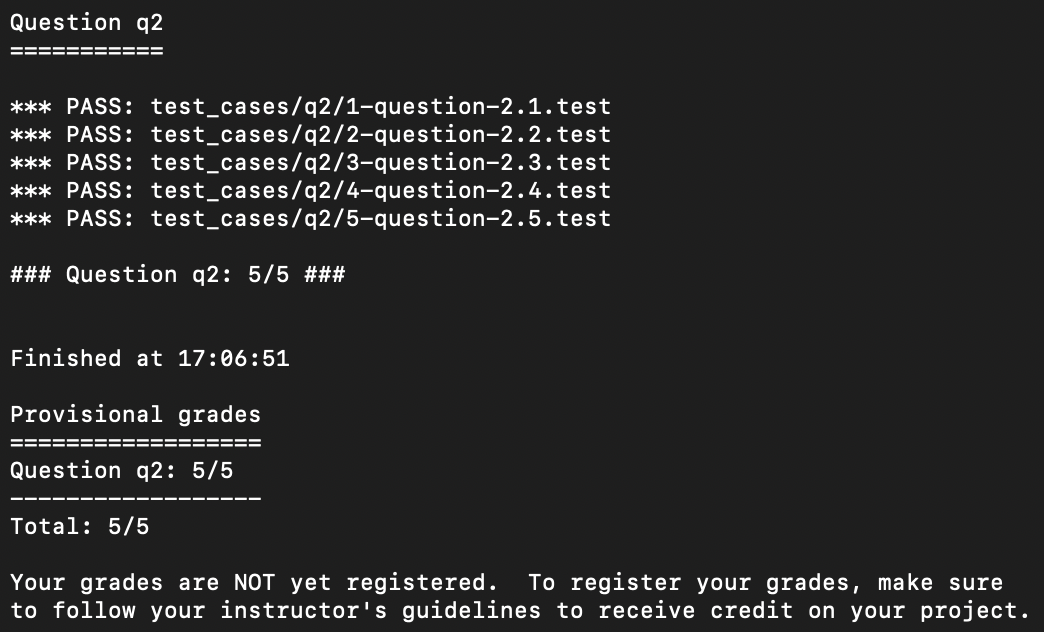 Question q2
===========
*** PASS: test_cases/q2/1-question-2.1.test
*** PASS: test_cases/q2/2-question-2.2.test
*** PASS: test_cases/q2/3-question-2.3.test
*** PASS: test_cases/q2/4-question-2.4.test
*** PASS: test_cases/q2/5-question-2.5.test
### Question q2: 5/5 ###
Finished at 17:06:51
Provisional grades
==================
Question q2: 5/5
------------------
Total: 5/5
Your grades are NOT yet registered.  To register your grades, make sure
to follow your instructor's guidelines to receive credit on your project.